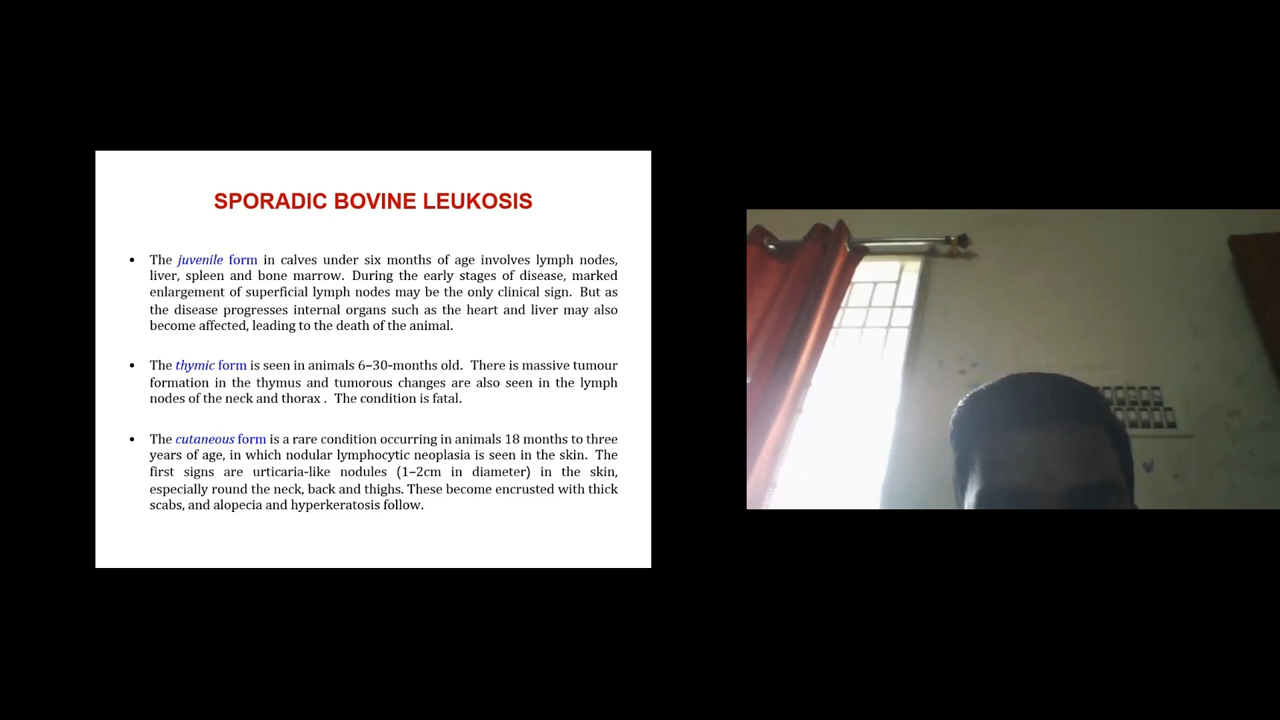 SPORADIC BOVINE LEUKOSIS
• The juvenile form in calves under six months of age involves lymph nodes,
liver, spleen and bone marrow. During the early stages of disease, marked
enlargement of superficial lymph nodes may be the only clinical sign. But as
the disease progresses internal organs such as the heart and liver may also
become affected, leading to the death of the animal.
• The thymic form is seen in animals 6–30-months old. There is massive tumour
formation in the thymus and tumorous changes are also seen in the lymph
nodes of the neck and thorax . The condition is fatal.
• The cutaneous form is a rare condition occurring in animals 18 months to three
years of age, in which nodular lymphocytic neoplasia is seen in the skin. The
first signs are urticaria-like nodules (1–2cm in diameter) in the skin,
especially round the neck, back and thighs. These become encrusted with thick
scabs, and alopecia and hyperkeratosis follow.